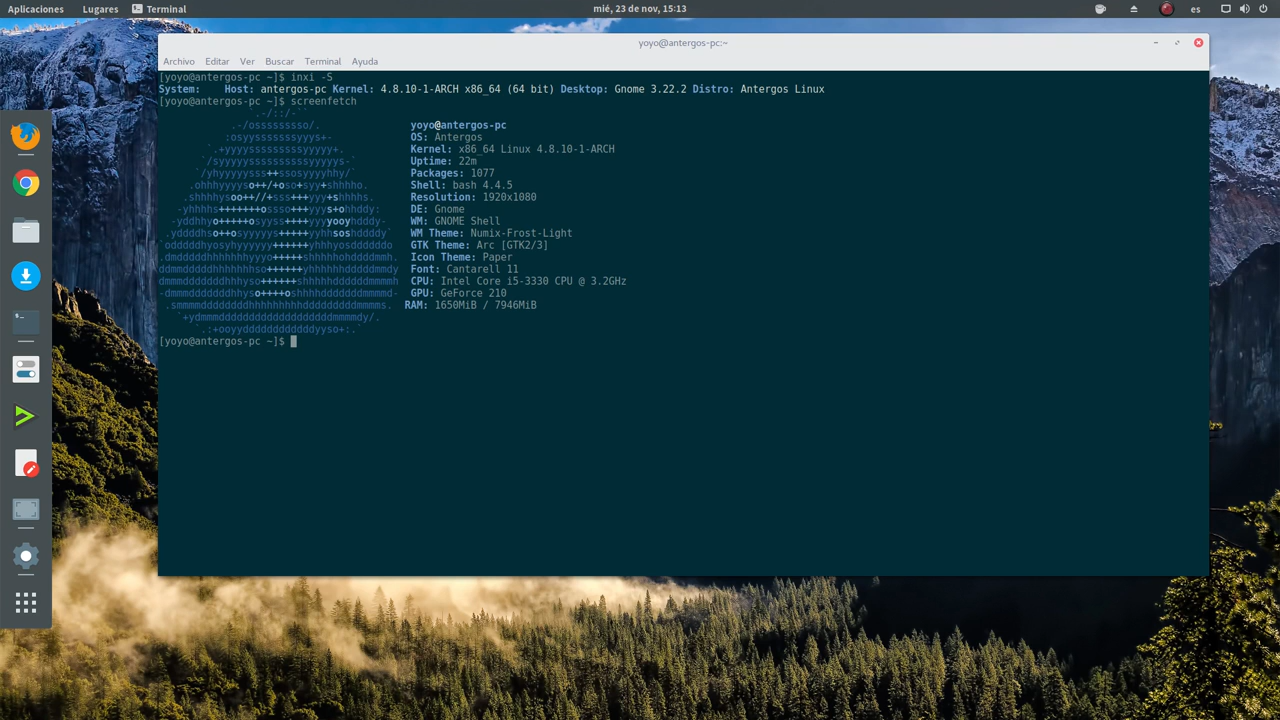 Aplicaciones Lugares Terminal mié, 23 de nov, 15:13 es
yoyo@antergos-pc:~
Archivo Editar Ver Buscar Terminal Ayuda
[yoyo@antergos-pc ~]$ inxi -S
System: Host: antergos-pc Kernel: 4.8.10-1-ARCH x86_64 (64 bit) Desktop: Gnome 3.22.2 Distro: Antergos Linux
[yoyo@antergos-pc ~]$ screenfetch
yoyo@antergos-pc
OS: Antergos
Kernel: x86_64 Linux 4.8.10-1-ARCH
Uptime: 22m
Packages: 1077
Shell: bash 4.4.5
Resolution: 1920x1080
DE: Gnome
WM: GNOME Shell
WM Theme: Numix-Frost-Light
GTK Theme: Arc [GTK2/3]
Icon Theme: Paper
Font: Cantarell 11
CPU: Intel Core i5-3330 CPU @ 3.2GHz
GPU: GeForce 210
RAM: 1650MiB / 7946MiB
[yoyo@antergos-pc ~]$